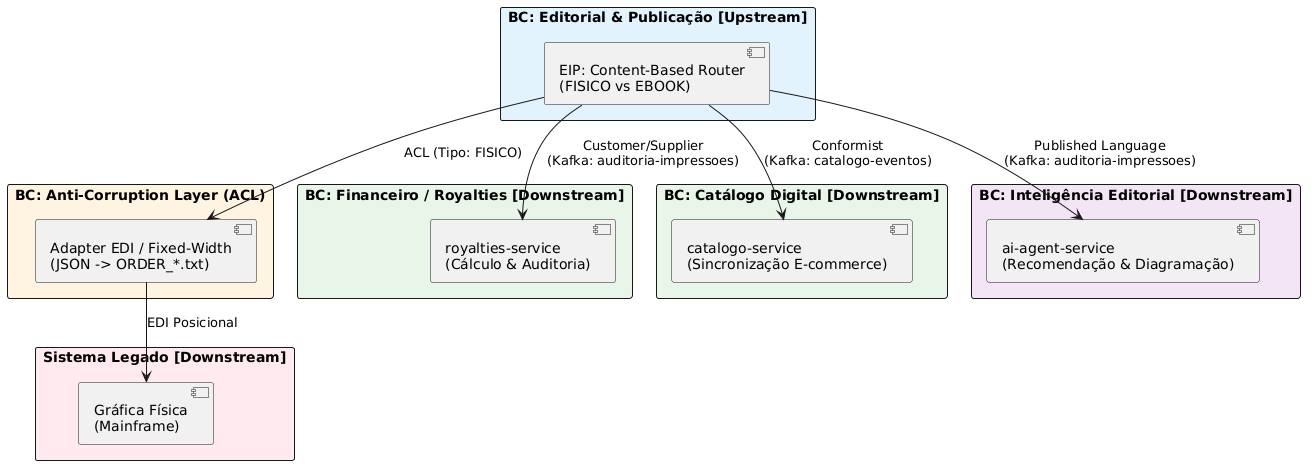 BC: Editorial & Publicação [Upstream]
EIP: Content-Based Router
(FISICO vs EBOOK)
ACL (Tipo: FISICO)
Customer/Supplier
(Kafka: auditoria-impressoes)
Conformist
(Kafka: catalogo-eventos)
Published Language
(Kafka: auditoria-impressoes)
BC: Anti-Corruption Layer (ACL)
Adapter EDI / Fixed-Width
(JSON -> ORDER_*.txt)
BC: Financeiro / Royalties [Downstream]
royalties-service
(Cálculo & Auditoria)
BC: Catálogo Digital [Downstream]
catalogo-service
(Sincronização E-commerce)
BC: Inteligência Editorial [Downstream]
ai-agent-service
(Recomendação & Diagramação)
EDI Posicional
Sistema Legado [Downstream]
Gráfica Física
(Mainframe)